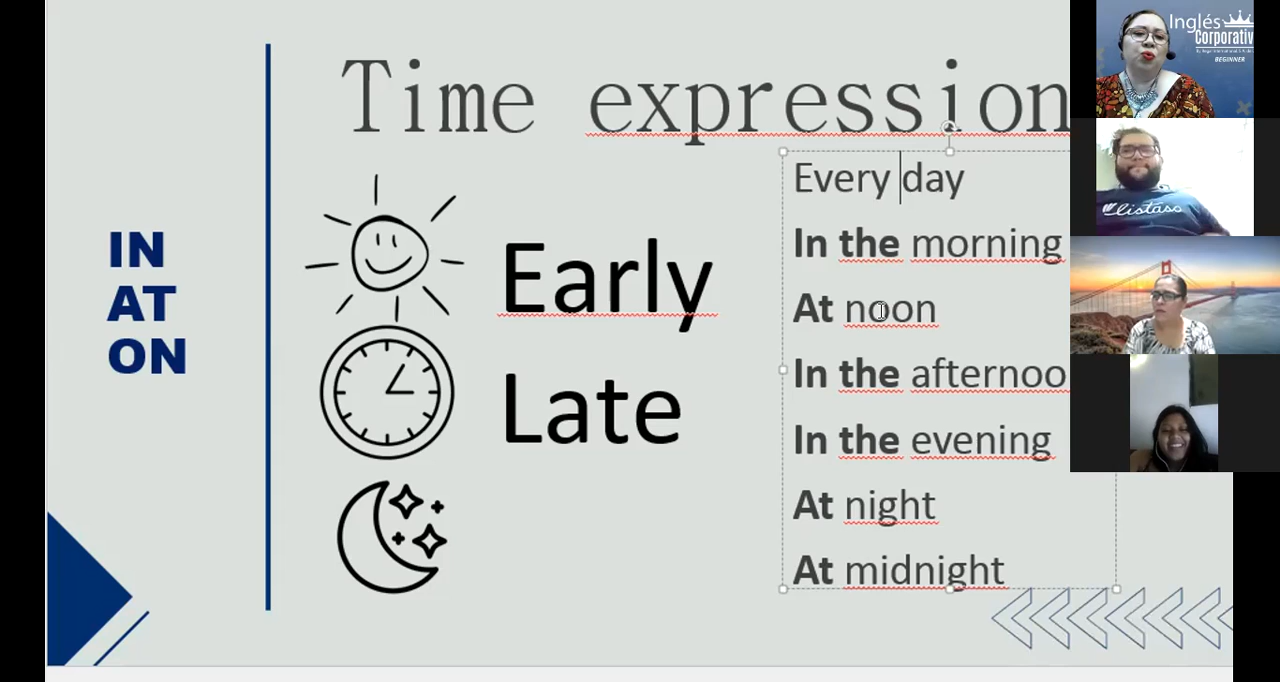 Time expression
IN
AT
ON
Early
Late
Every day
In the morning
At noon
In the afternoo
In the evening
At night
At midnight
Inglés
Corporativ
BEGINNER
listaso